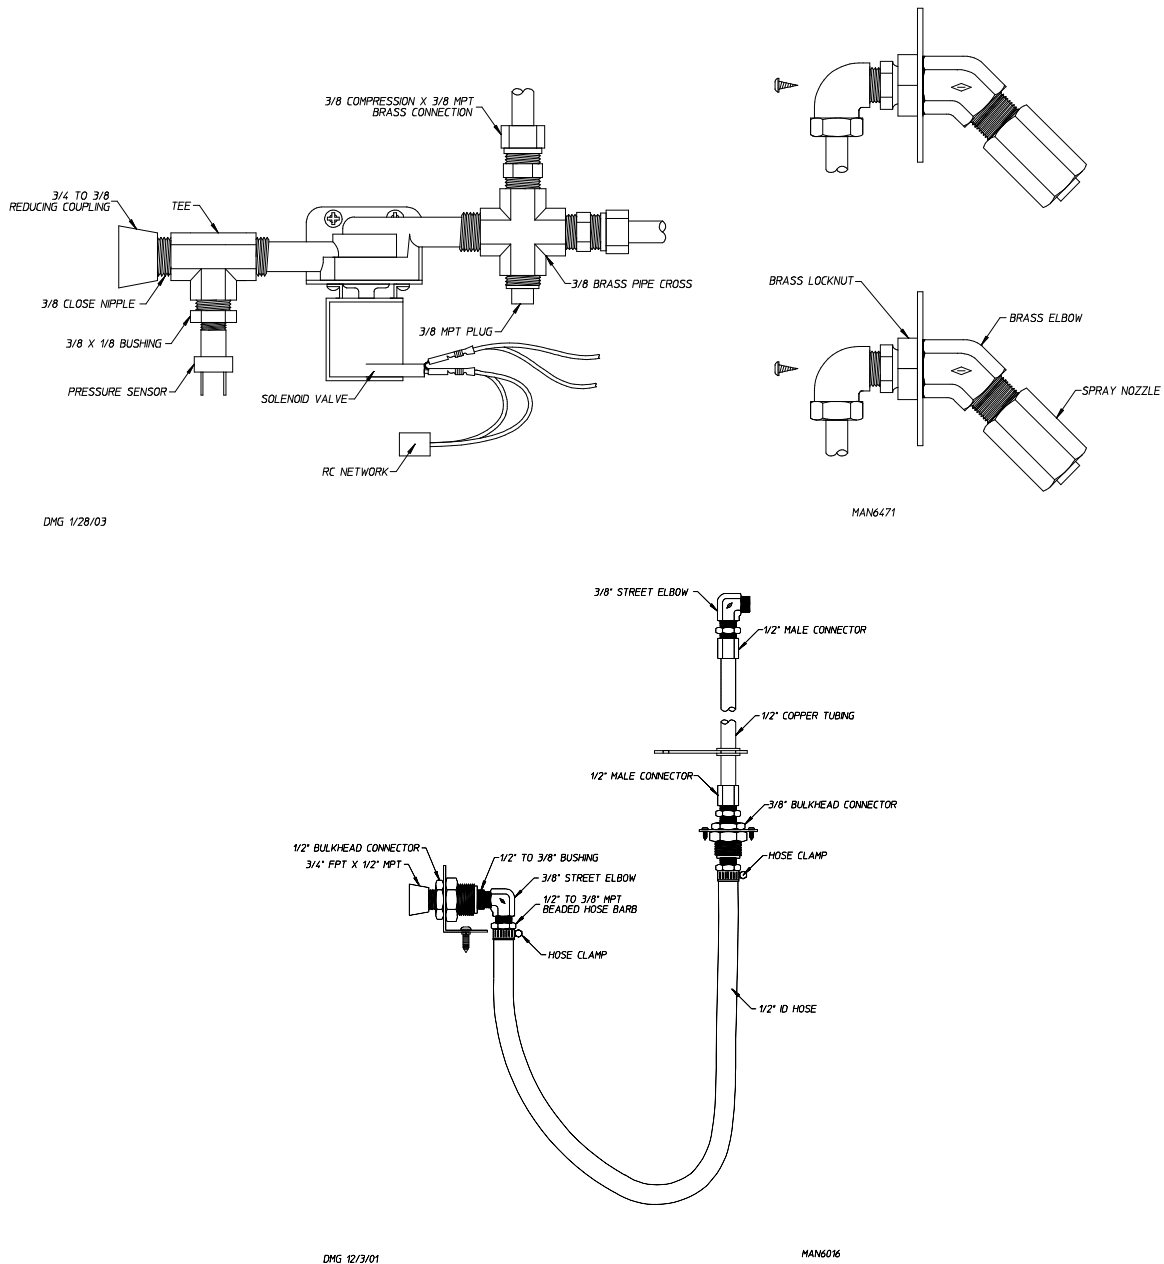 3/8 COMPRESSION X 3/8 MPT
BRASS CONNECTION
3/4 TO 3/8
REDUCING COUPLING
TEE
3/8 CLOSE NIPPLE
3/8 BRASS PIPE CROSS
3/8 MPT PLUG
3/8 X 1/8 BUSHING
PRESSURE SENSOR
SOLENOID VALVE
RC NETWORK
DMG 1/28/03
BRASS LOCKNUT
BRASS ELBOW
SPRAY NOZZLE
MAN6471
3/8" STREET ELBOW
1/2" MALE CONNECTOR
1/2" COPPER TUBING
1/2" MALE CONNECTOR
3/8" BULKHEAD CONNECTOR
HOSE CLAMP
1/2" BULKHEAD CONNECTOR
3/4" FPT X 1/2" MPT
1/2" TO 3/8" BUSHING
3/8" STREET ELBOW
1/2" TO 3/8" MPT
BEADED HOSE BARB
HOSE CLAMP
1/2" ID HOSE
DMG 12/3/01
MAN6016